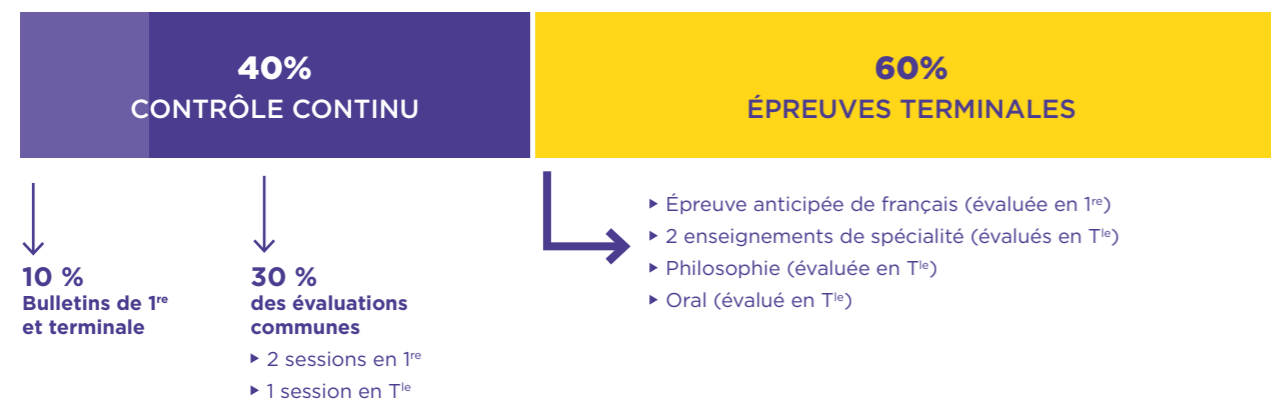 40%
CONTRÔLE CONTINU
60%
ÉPREUVES TERMINALES
10 %
Bulletins de 1re
et terminale
30 %
des évaluations
communes
▸ 2 sessions en 1re
▸ 1 session en Tle
▸ Épreuve anticipée de français (évaluée en 1re)
▸ 2 enseignements de spécialité (évalués en Tle)
▸ Philosophie (évaluée en Tle)
▸ Oral (évalué en Tle)